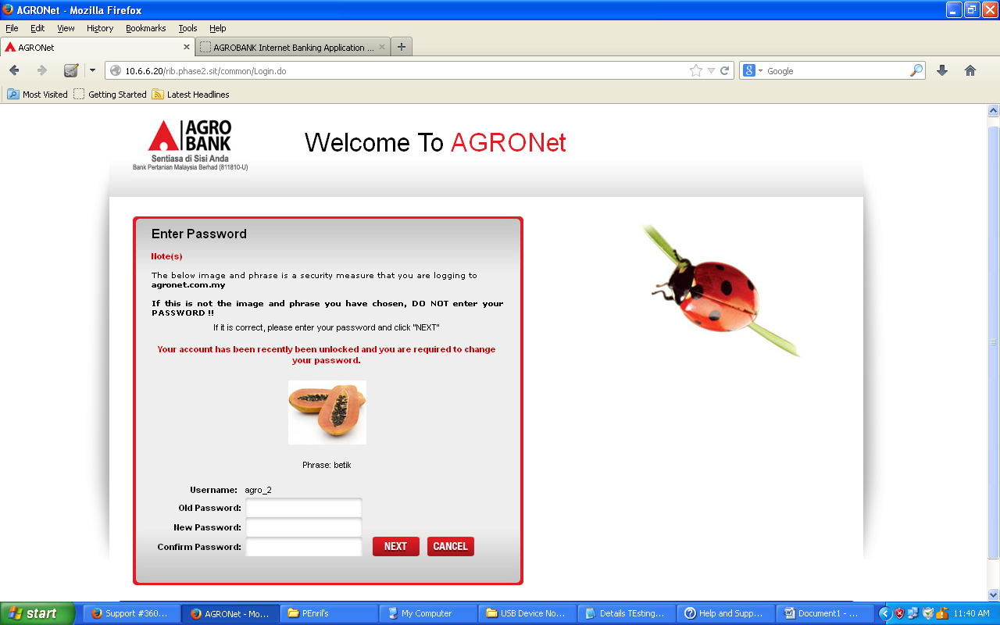 AGRONet - Mozilla Firefox
File Edit View History Bookmarks Tools Help
AGRONet
AGROBANK Internet Banking Application ...
10.6.6.20/rib.phase2.sit/common/Login.do
Google
Most Visited Getting Started Latest Headlines
AGRO
BANK
Sentiasa di Sisi Anda
Bank Pertanian Malaysia Berhad (811810-U)
Welcome To AGRONet
Enter Password
Note(s)
The below image and phrase is a security measure that you are logging to
agronet.com.my
If this is not the image and phrase you have chosen, DO NOT enter your
PASSWORD !!
If it is correct, please enter your password and click "NEXT"
Your account has been recently been unlocked and you are required to change
your password.
Phrase: betik
Username: agro_2
Old Password:
New Password:
Confirm Password:
NEXT CANCEL
start
Support #360...
AGRONet - Mo...
PEnril's
My Computer
USB Device No...
Details TEsting...
Help and Supp...
Document1 - ...
11:40 AM